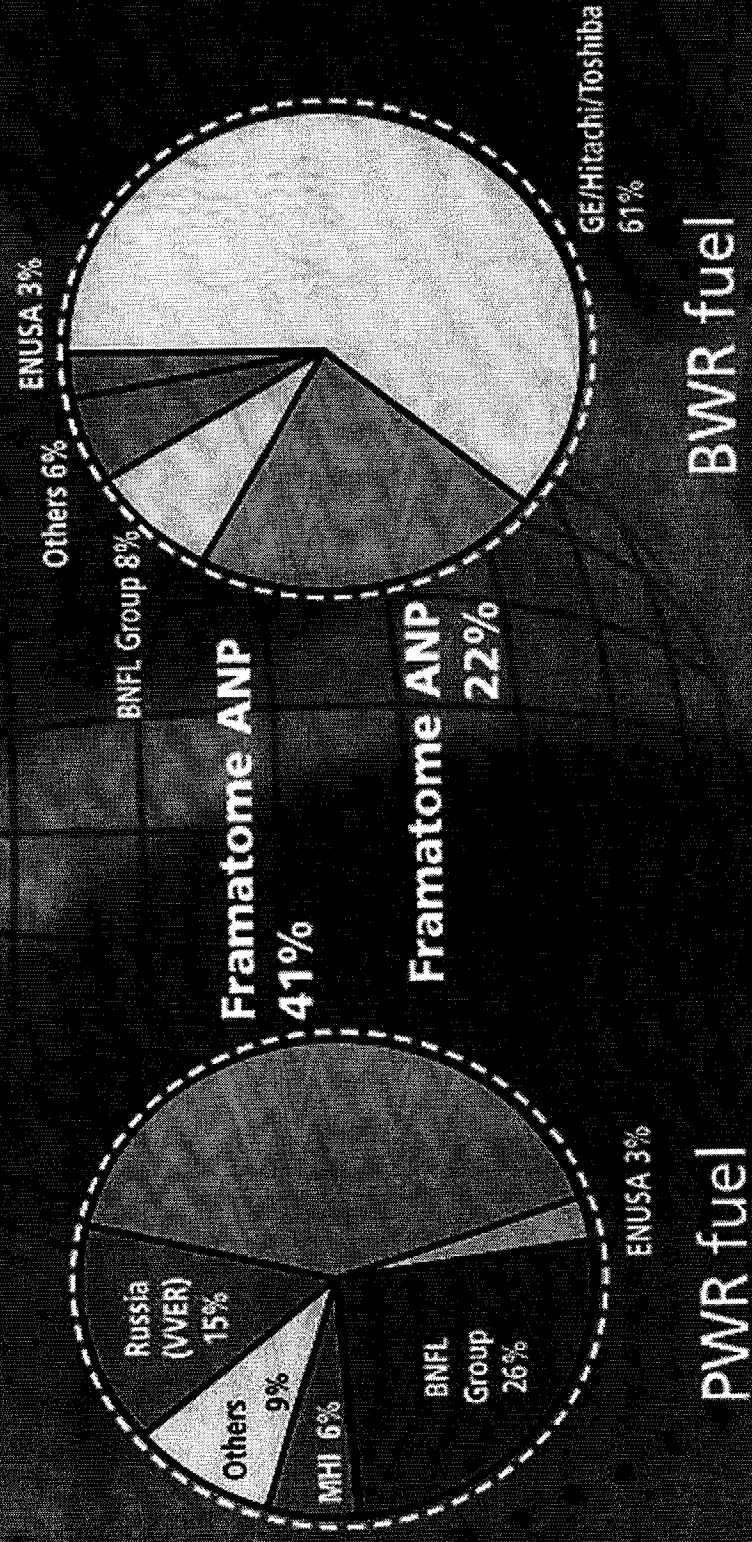 Framatome ANP
41%
Russia
(VVER)
15%
Others
9%
MHI 6%
BNFL
Group
26%
ENUSA 3%
PWR fuel
ENUSA 3%
Others 6%
BNFL Group 8%
Framatome ANP
22%
GE/Hitachi/Toshiba
61%
BWR fuel